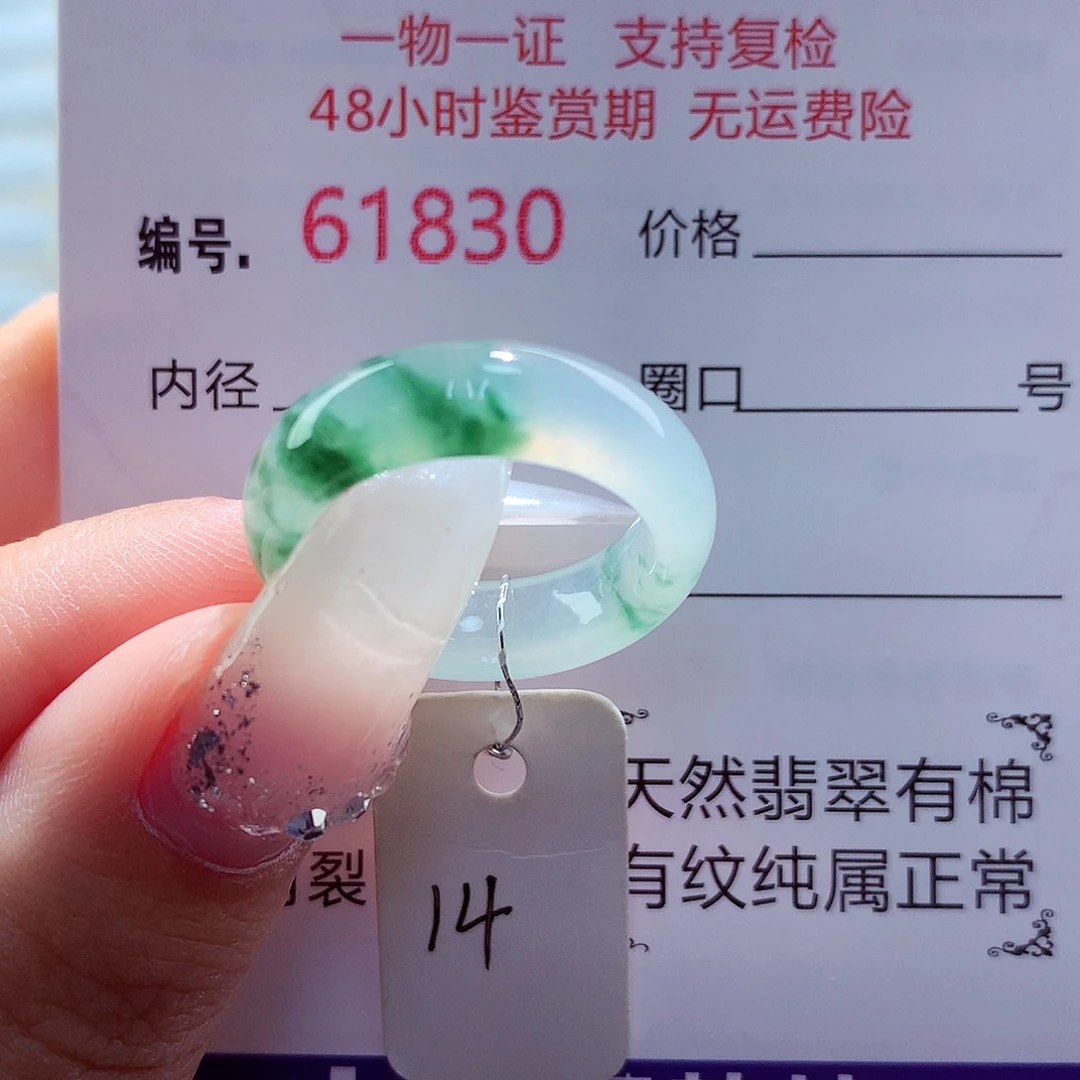 一物一证 支持复检
48小时鉴赏期 无运费险
编号. 61830 价格
内径 圈口 号
天然翡翠有棉
裂 有纹纯属正常
14